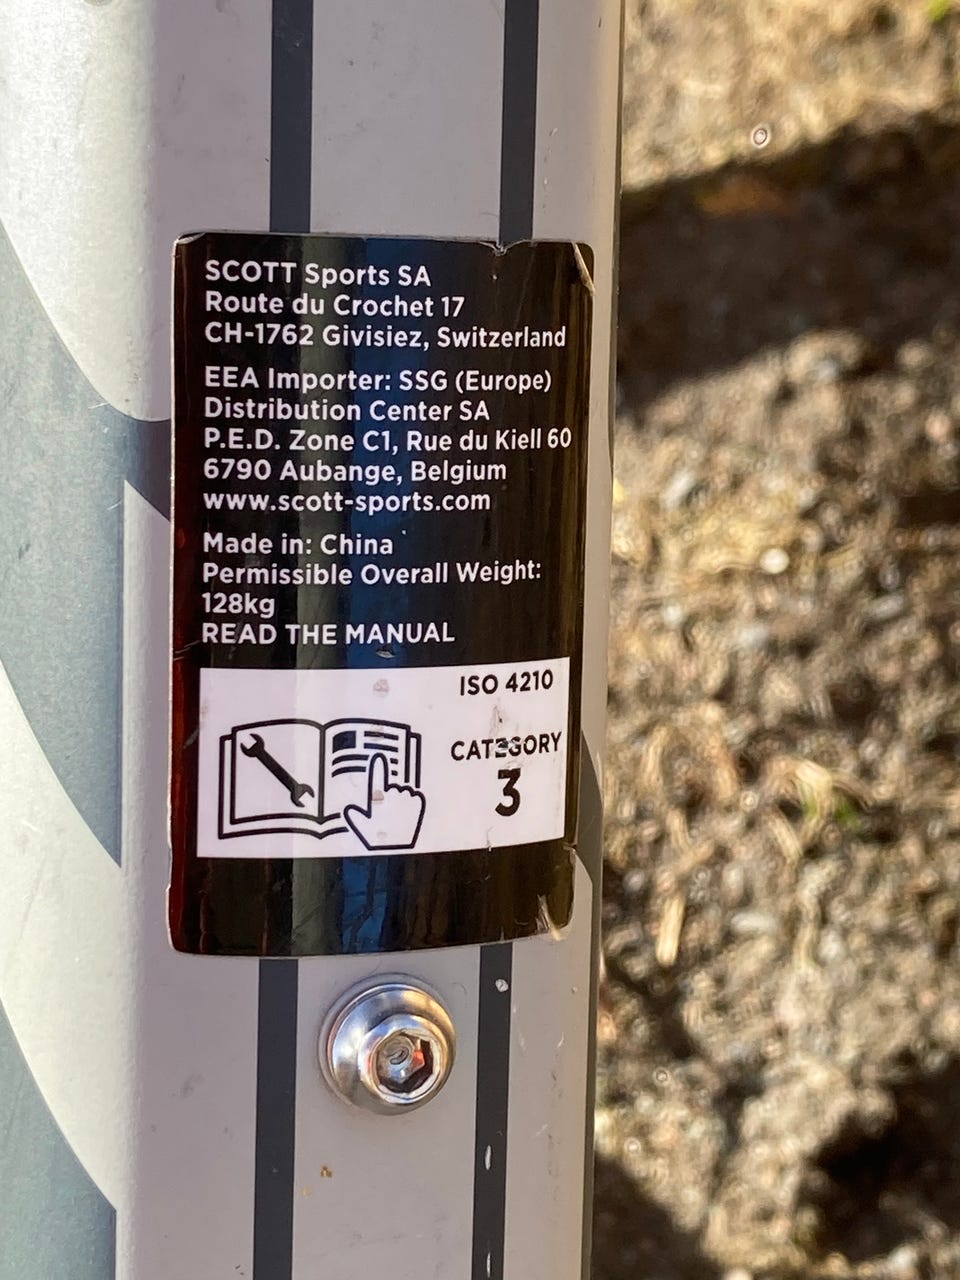 SCOTT Sports SA
Route du Crochet 17
CH-1762 Givisiez, Switzerland
EEA Importer: SSG (Europe)
Distribution Center SA
P.E.D. Zone C1, Rue du Kiell 60
6790 Aubange, Belgium
www.scott-sports.com
Made in: China
Permissible Overall Weight:
128kg
READ THE MANUAL
ISO 4210
CATEGORY
3